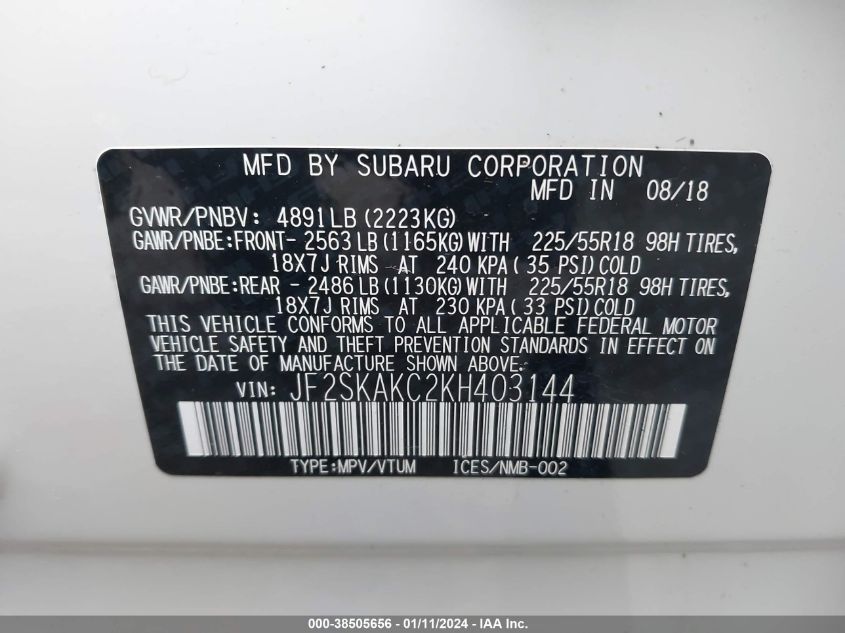 MFD BY SUBARU CORPORATION
MFD IN 08/18
GVWR/PNBV: 4891LB (2223KG)
GAWR/PNBE:FRONT- 2563LB (1165KG) WITH 225/55R18 98H TIRES,
18X7J RIMS AT 240 KPA( 35 PSI) COLD
GAWR/PNBE:REAR - 2486LB (1130KG) WITH 225/55R18 98H TIRES,
18X7J RIMS AT 230 KPA( 33 PSI) COLD
THIS VEHICLE CONFORMS TO ALL APPLICABLE FEDERAL MOTOR
VEHICLE SAFETY AND THEFT PREVENTION STANDARDS IN EFFECT ON
THE DATE OF MANUFACTURE SHOWN ABOVE.
VIN: JF2SKAKC2KH403144
TYPE:MPV/VTUM ICES/NMB-002
000-38505656 - 01/11/2024 - IAA Inc.